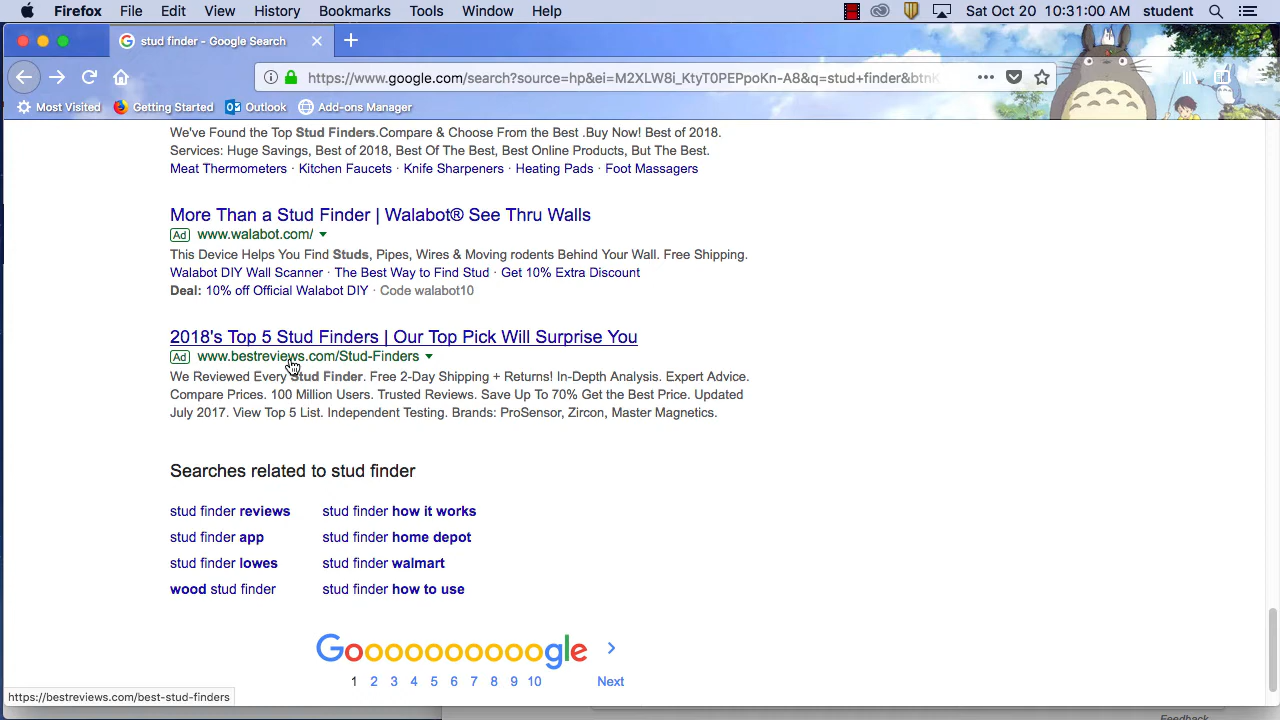 Firefox File Edit View History Bookmarks Tools Window Help Sat Oct 20 10:31:00 AM student
stud finder - Google Search
https://www.google.com/search?source=hp&ei=M2XLW8i_KtyT0PEPpoKn-A8&q=stud+finder&btnK
Most Visited Getting Started Outlook Add-ons Manager
We've Found the Top Stud Finders.Compare & Choose From the Best .Buy Now! Best of 2018.
Services: Huge Savings, Best of 2018, Best Of The Best, Best Online Products, But The Best.
Meat Thermometers · Kitchen Faucets · Knife Sharpeners · Heating Pads · Foot Massagers
More Than a Stud Finder | Walabot® See Thru Walls
Ad www.walabot.com/
This Device Helps You Find Studs, Pipes, Wires & Moving rodents Behind Your Wall. Free Shipping.
Walabot DIY Wall Scanner · The Best Way to Find Stud · Get 10% Extra Discount
Deal: 10% off Official Walabot DIY · Code walabot10
2018's Top 5 Stud Finders | Our Top Pick Will Surprise You
Ad www.bestreviews.com/Stud-Finders
We Reviewed Every Stud Finder. Free 2-Day Shipping + Returns! In-Depth Analysis. Expert Advice.
Compare Prices. 100 Million Users. Trusted Reviews. Save Up To 70% Get the Best Price. Updated
July 2017. View Top 5 List. Independent Testing. Brands: ProSensor, Zircon, Master Magnetics.
Searches related to stud finder
stud finder reviews stud finder how it works
stud finder app stud finder home depot
stud finder lowes stud finder walmart
wood stud finder stud finder how to use
Goooooooooogle
1 2 3 4 5 6 7 8 9 10 Next
https://bestreviews.com/best-stud-finders
Feedback